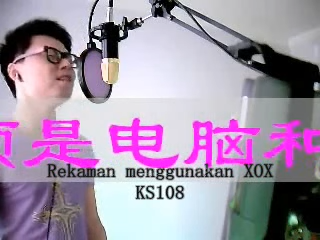 是电脑和
Rekaman menggunakan XOX
KS108